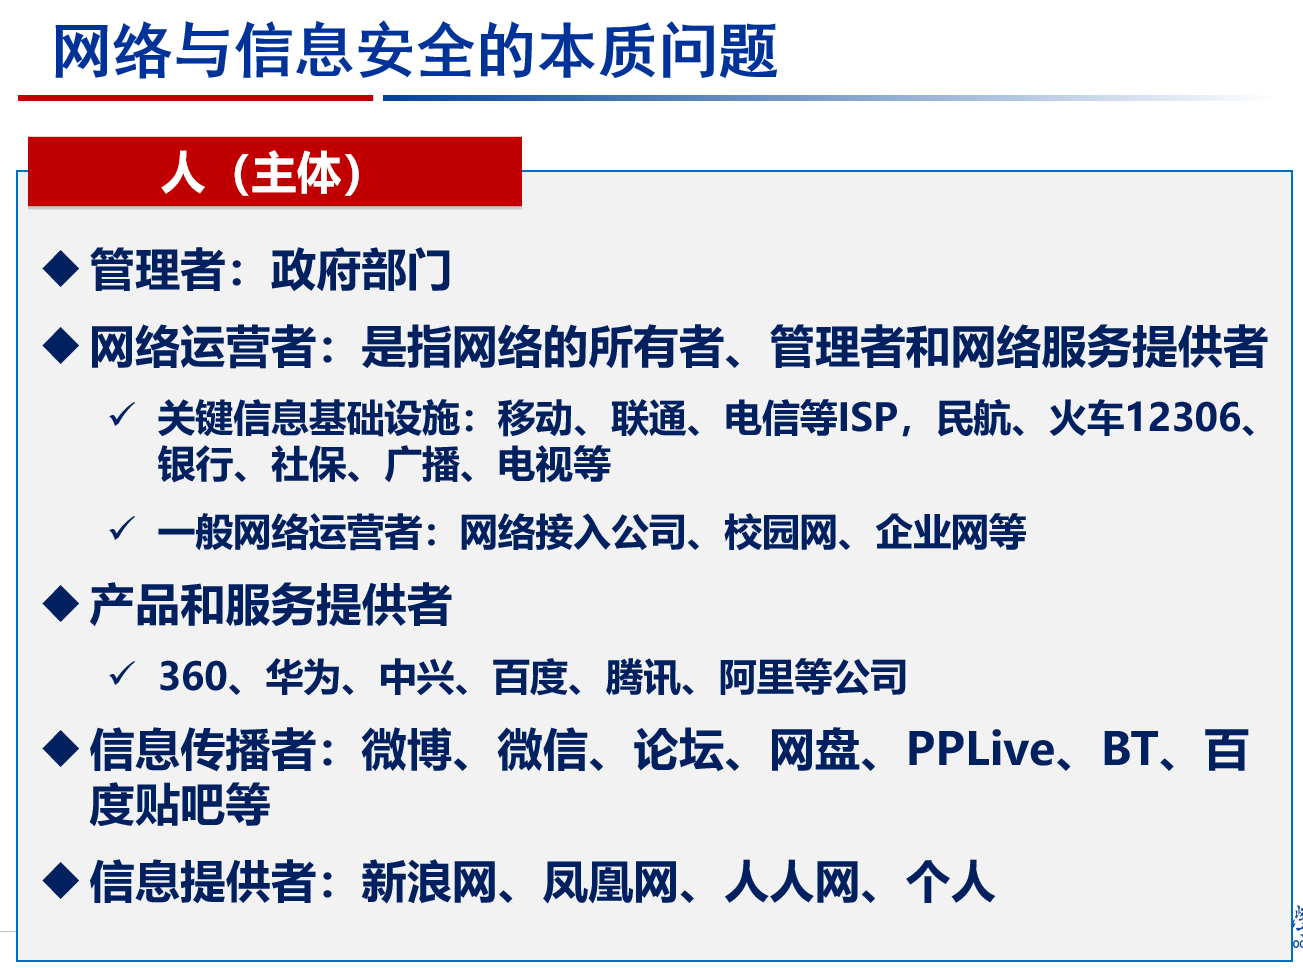 网络与信息安全的本质问题
人（主体）
◆管理者：政府部门
◆网络运营者：是指网络的所有者、管理者和网络服务提供者
✓ 关键信息基础设施：移动、联通、电信等ISP，民航、火车12306、
银行、社保、广播、电视等
✓ 一般网络运营者：网络接入公司、校园网、企业网等
◆产品和服务提供者
✓ 360、华为、中兴、百度、腾讯、阿里等公司
◆信息传播者：微博、微信、论坛、网盘、PPLive、BT、百
度贴吧等
◆信息提供者：新浪网、凤凰网、人人网、个人